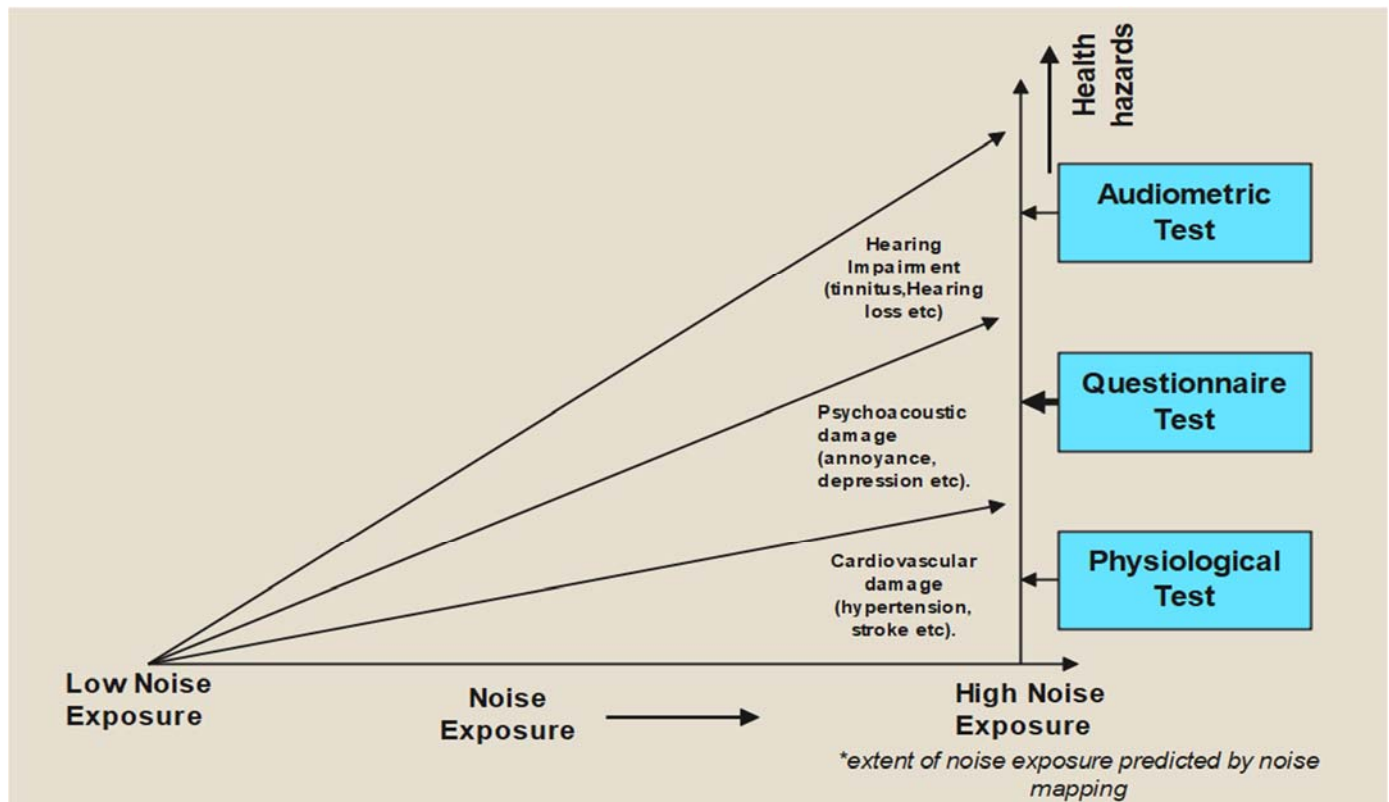 Health
hazards
Audiometric
Test
Hearing
Impairment
(tinnitus,Hearing
loss etc)
Questionnaire
Test
Psychoacoustic
damage
(annoyance,
depression etc).
Physiological
Test
Cardiovascular
damage
(hypertension,
stroke etc).
Low Noise
Exposure
Noise
Exposure
High Noise
Exposure
*extent of noise exposure predicted by noise
mapping